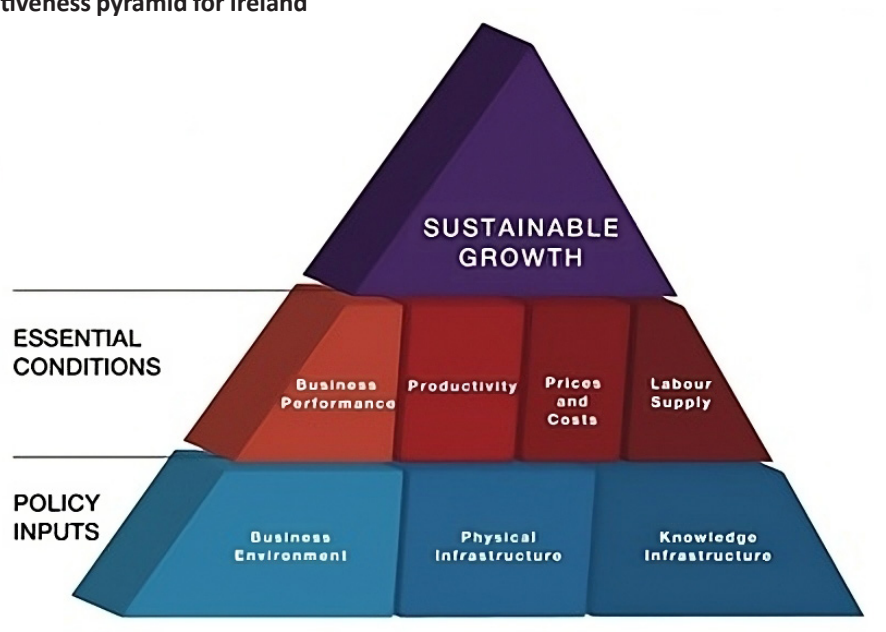 tiveness pyramid for Ireland
SUSTAINABLE
GROWTH
ESSENTIAL
CONDITIONS
Business
Performance
Productivity
Prices
and
Costs
Labour
Supply
POLICY
INPUTS
Business
Environment
Physical
Infrastructure
Knowledge
Infrastructure